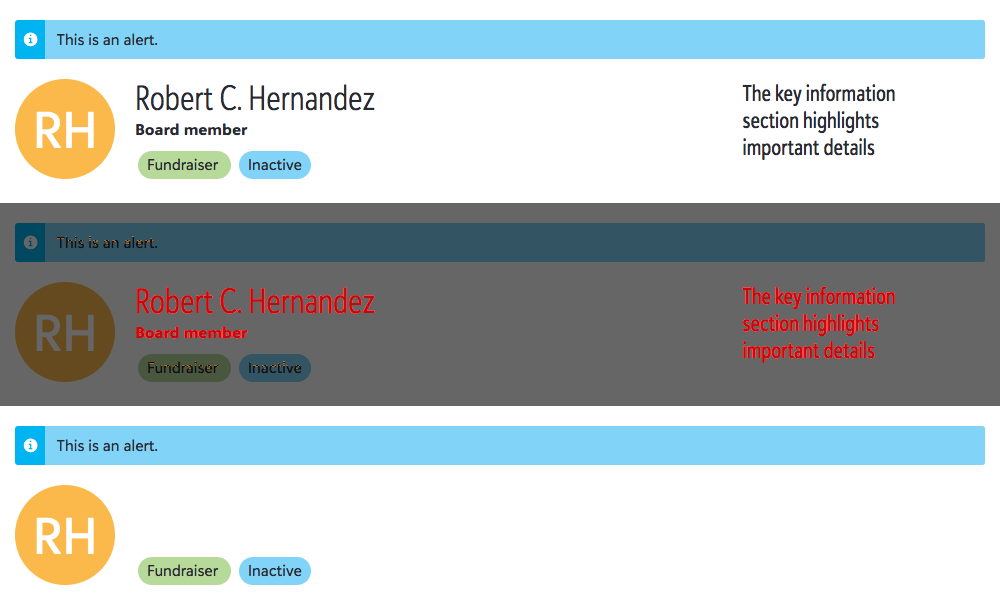 This is an alert.
RH
Robert C. Hernandez
Board member
Fundraiser Inactive
The key information
section highlights
important details
This is an alert.
RH
Robert C. Hernandez
Board member
Fundraiser Inactive
The key information
section highlights
important details
This is an alert.
RH
Fundraiser Inactive